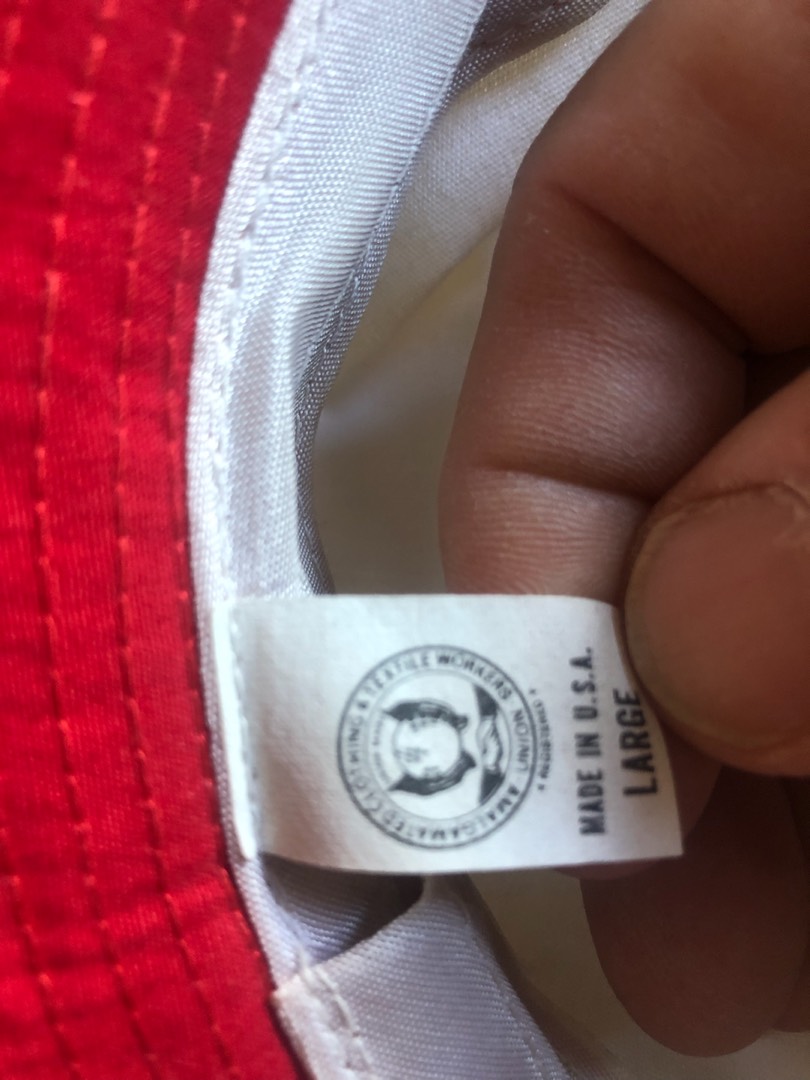 AMALGAMATED CLOTHING & TEXTILE WORKERS UNION
MADE IN U.S.A.
LARGE